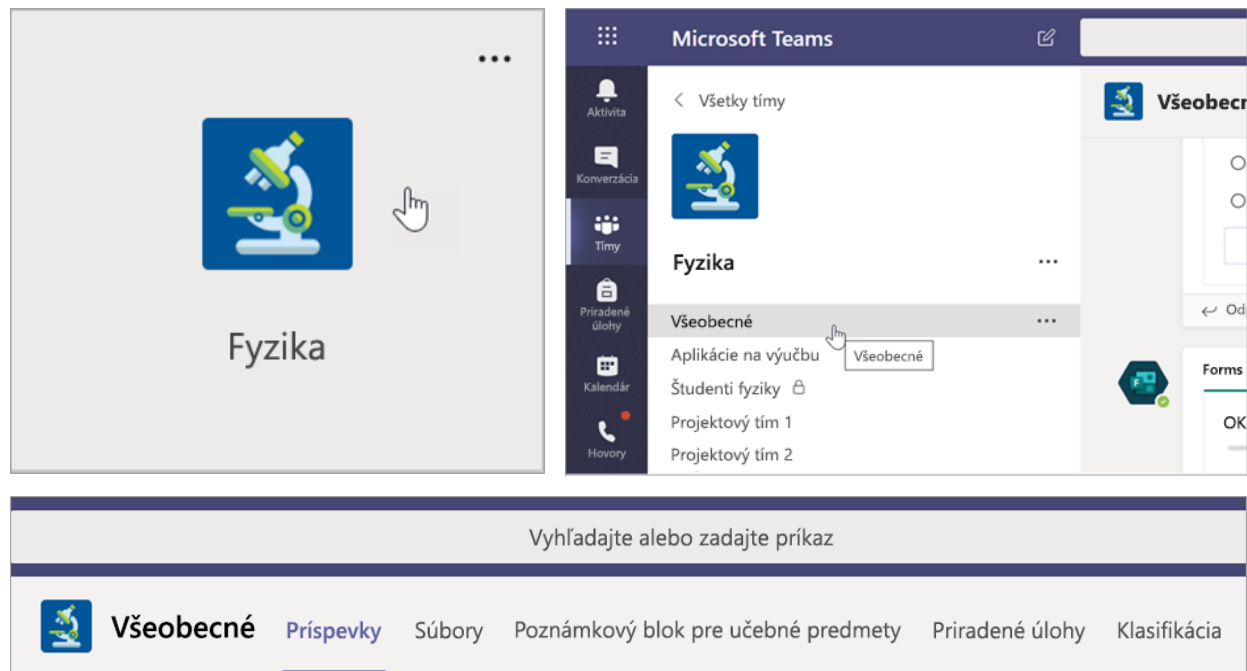 Fyzika
Microsoft Teams
Aktivita
Konverzácia
Tímy
Priradené
úlohy
Kalendár
Hovory
Všetky tímy
Fyzika
Všeobecné
Aplikácie na výučbu
Všeobecné
Študenti fyziky
Projektový tím 1
Projektový tím 2
Všeobecn
Od
Forms
OK
Vyhľadajte alebo zadajte príkaz
Všeobecné Príspevky Súbory Poznámkový blok pre učebné predmety Priradené úlohy Klasifikácia